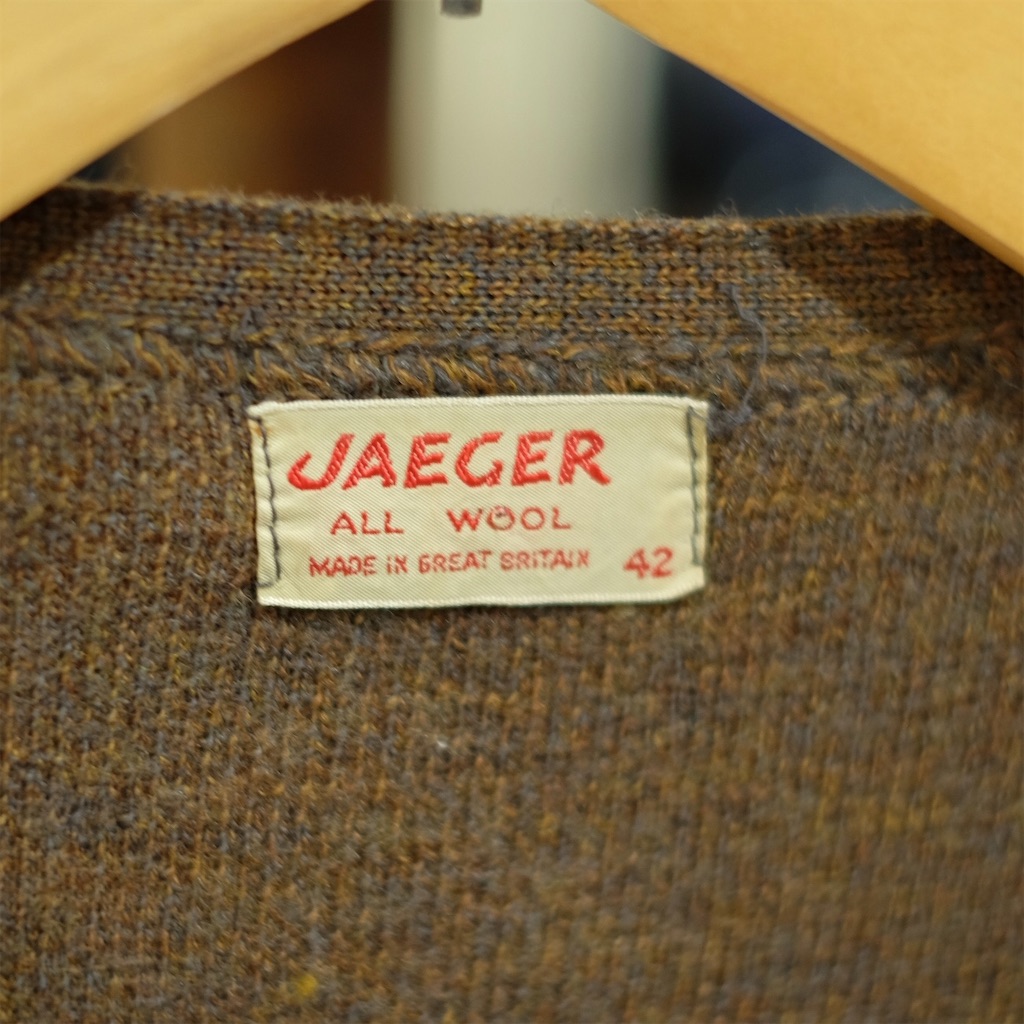 JAEGER
ALL WOOL
MADE IN GREAT BRITAIN 42